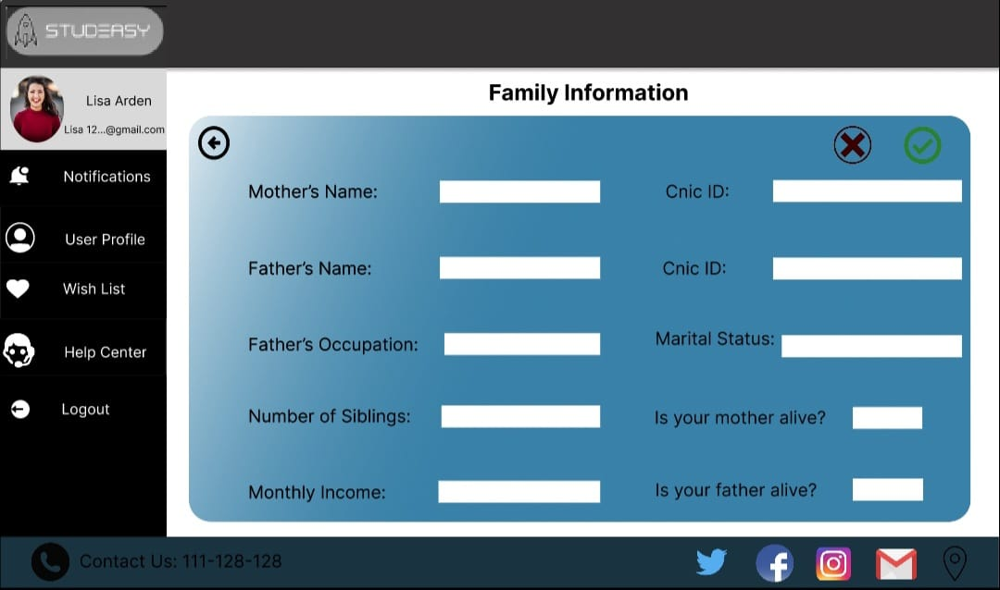 STUDEASY
Lisa Arden
Lisa 12...@gmail.com
Notifications
User Profile
Wish List
Help Center
Logout
Family Information
Mother's Name:
Cnic ID:
Father's Name:
Cnic ID:
Father's Occupation:
Marital Status:
Number of Siblings:
Is your mother alive?
Monthly Income:
Is your father alive?
Contact Us: 111-128-128